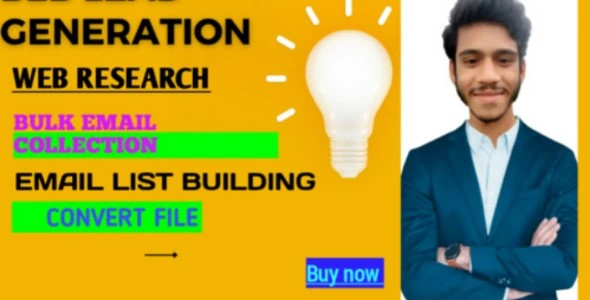 GENERATION
WEB RESEARCH
BULK EMAIL
COLLECTION
EMAIL LIST BUILDING
CONVERT FILE
Buy now